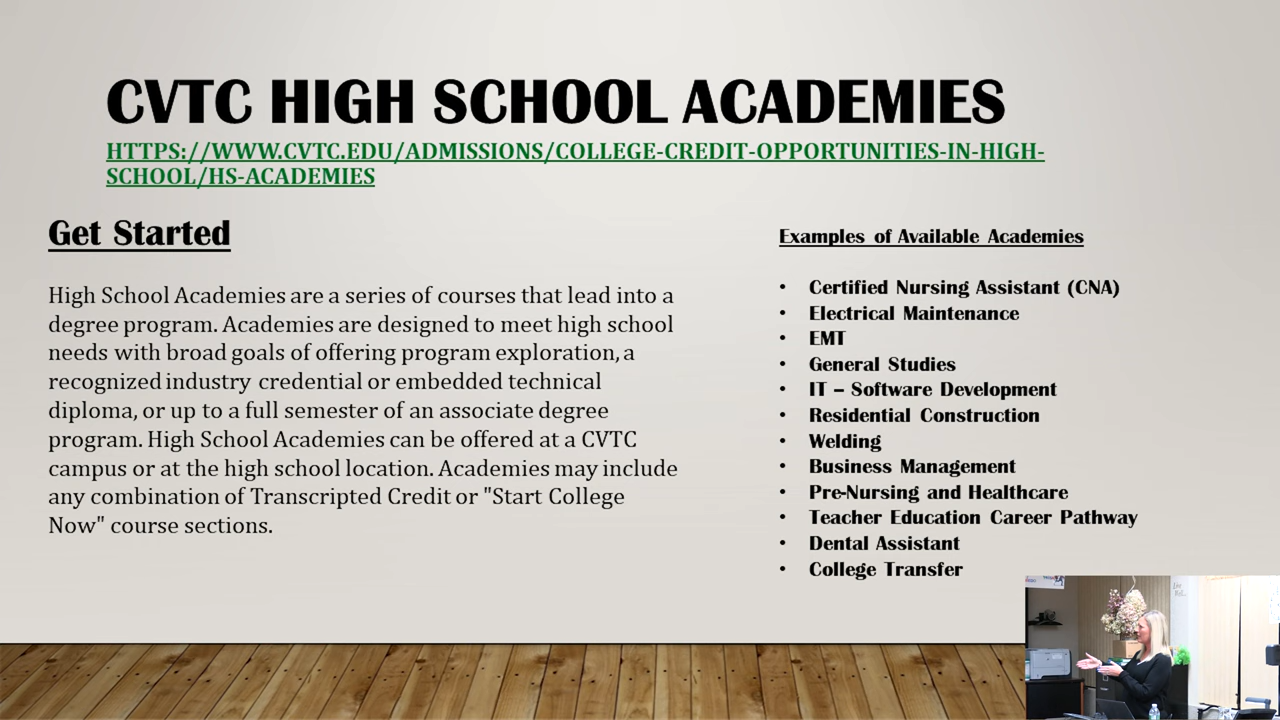 CVTC HIGH SCHOOL ACADEMIES
HTTPS://WWW.CVTC.EDU/ADMISSIONS/COLLEGE-CREDIT-OPPORTUNITIES-IN-HIGH-
SCHOOL/HS-ACADEMIES
Get Started
High School Academies are a series of courses that lead into a
degree program. Academies are designed to meet high school
needs with broad goals of offering program exploration, a
recognized industry credential or embedded technical
diploma, or up to a full semester of an associate degree
program. High School Academies can be offered at a CVTC
campus or at the high school location. Academies may include
any combination of Transcripted Credit or "Start College
Now" course sections.
Examples of Available Academies
• Certified Nursing Assistant (CNA)
• Electrical Maintenance
• EMT
• General Studies
• IT – Software Development
• Residential Construction
• Welding
• Business Management
• Pre-Nursing and Healthcare
• Teacher Education Career Pathway
• Dental Assistant
• College Transfer